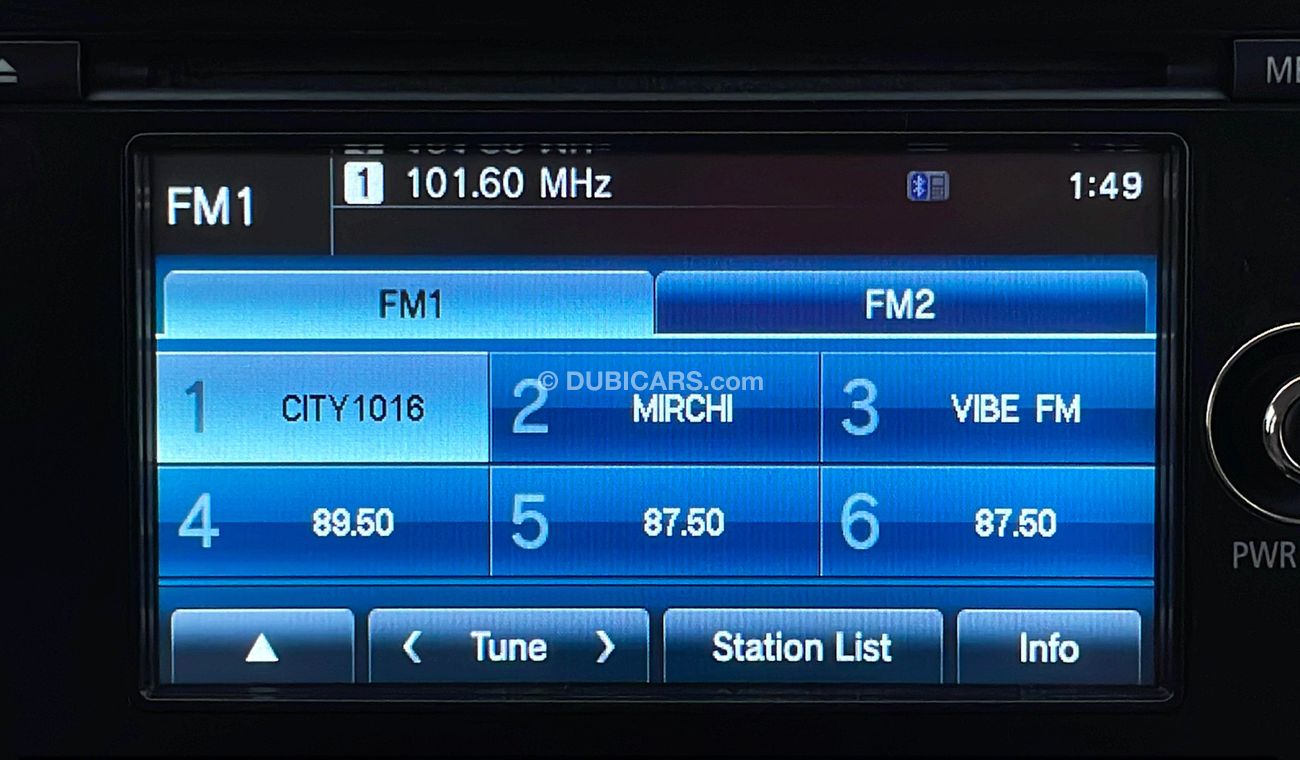 ME
FM1
1 101.60 MHz
1:49
FM1 FM2
1 CITY1016 2 MIRCHI 3 VIBE FM
© DUBICARS.com
4 89.50 5 87.50 6 87.50
PWR
▲ < Tune > Station List Info